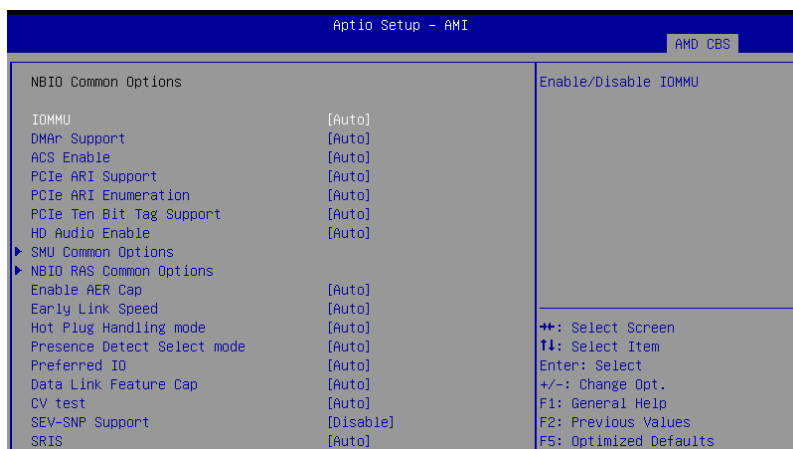 Aptio Setup – AMI
AMD CBS
NBIO Common Options
IOMMU [Auto]
DMAr Support [Auto]
ACS Enable [Auto]
PCIe ARI Support [Auto]
PCIe ARI Enumeration [Auto]
PCIe Ten Bit Tag Support [Auto]
HD Audio Enable [Auto]
SMU Common Options
NBIO RAS Common Options
Enable AER Cap [Auto]
Early Link Speed [Auto]
Hot Plug Handling mode [Auto]
Presence Detect Select mode [Auto]
Preferred IO [Auto]
Data Link Feature Cap [Auto]
CV test [Auto]
SEV-SNP Support [Disable]
SRIS [Auto]
Enable/Disable IOMMU
→←: Select Screen
↑↓: Select Item
Enter: Select
+/-: Change Opt.
F1: General Help
F2: Previous Values
F5: Optimized Defaults